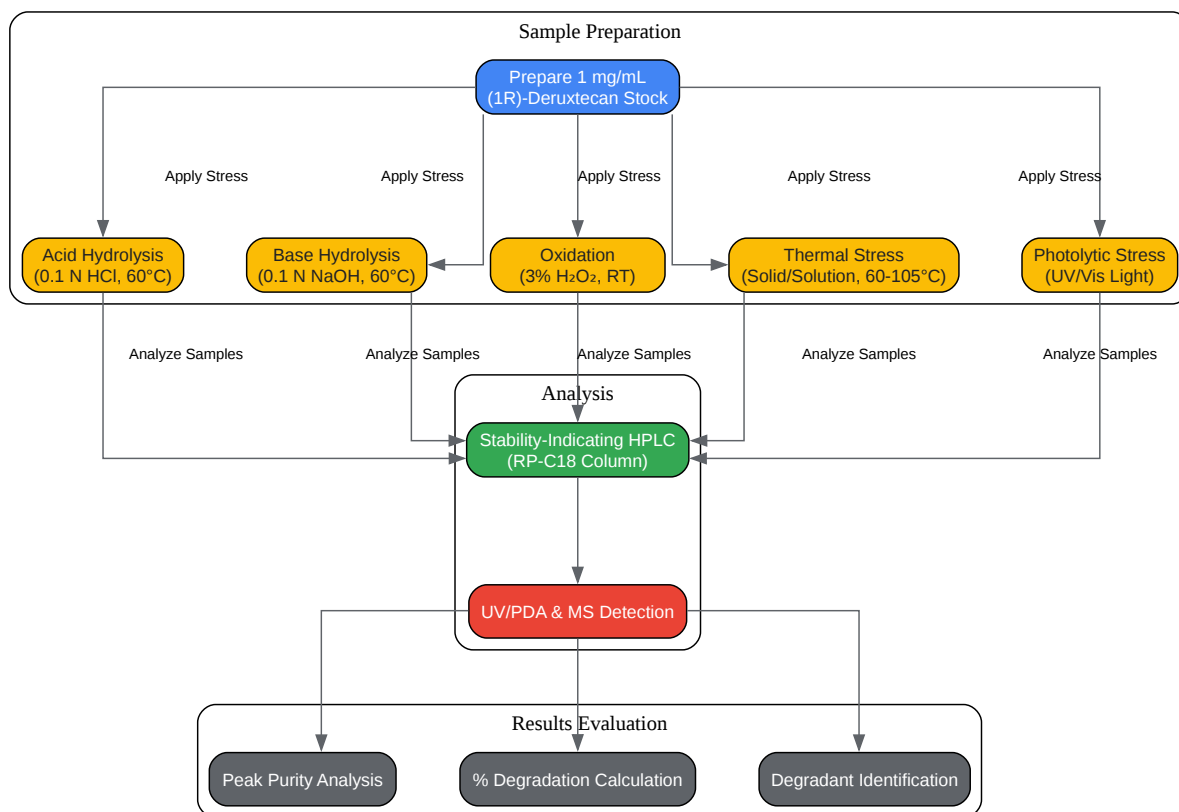 Sample Preparation
Prepare 1 mg/mL
(1R)-Deruxtecan Stock
Apply Stress
Apply Stress
Apply Stress
Apply Stress
Apply Stress
Acid Hydrolysis
(0.1 N HCl, 60°C)
Base Hydrolysis
(0.1 N NaOH, 60°C)
Oxidation
(3% H₂O₂, RT)
Thermal Stress
(Solid/Solution, 60-105°C)
Photolytic Stress
(UV/Vis Light)
Analyze Samples
Analyze Samples
Analyze Samples
Analyze Samples
Analyze Samples
Analysis
Stability-Indicating HPLC
(RP-C18 Column)
UV/PDA & MS Detection
Results Evaluation
Peak Purity Analysis
% Degradation Calculation
Degradant Identification